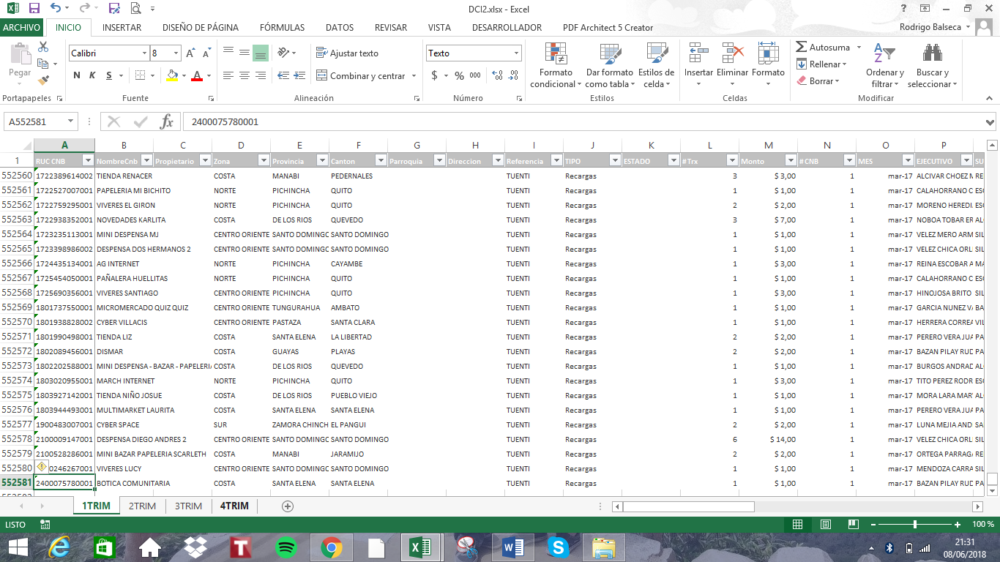 DCI2.xlsx - Excel
ARCHIVO INICIO INSERTAR DISEÑO DE PÁGINA FÓRMULAS DATOS REVISAR VISTA DESARROLLADOR PDF Architect 5 Creator Rodrigo Balseca
Pegar Calibri 8 Ajustar texto Texto Formato condicional Dar formato como tabla Estilos de celda Insertar Eliminar Formato Autosuma Rellenar Borrar Ordenar y filtrar Buscar y seleccionar
N K S Combinar y centrar $ % 000
Portapapeles Fuente Alineación Número Estilos Celdas Modificar
A552581 fx 2400075780001
A B C D E F G H I J K L M N O P
1 RUC CNB NombreCnb Propietario Zona Provincia Canton Parroquia Direccion Referencia TIPO ESTADO #Trx Monto #CNB MES EJECUTIVO SU
552560 1722389614002 TIENDA RENACER COSTA MANABI PEDERNALES TUENTI Recargas 3 $ 3,00 1 mar-17 ALCIVAR CHOEZ M RE
552561 1722527007001 PAPELERIA MI BICHITO NORTE PICHINCHA QUITO TUENTI Recargas 1 $ 1,00 1 mar-17 CALAHORRANO C ESC
552562 1722759295001 VIVERES EL GIRON NORTE PICHINCHA QUITO TUENTI Recargas 2 $ 2,00 1 mar-17 MORENO HEREDI. ESC
552563 1722938352001 NOVEDADES KARLITA COSTA DE LOS RIOS QUEVEDO TUENTI Recargas 3 $ 7,00 1 mar-17 NOBOA TOBAR ER ALC
552564 1723235113001 MINI DESPENSA MJ CENTRO ORIENTE SANTO DOMINGO SANTO DOMINGO TUENTI Recargas 1 $ 1,00 1 mar-17 VELEZ MERO ARM SIL
552565 1723398986002 DESPENSA DOS HERMANOS 2 CENTRO ORIENTE SANTO DOMINGO SANTO DOMINGO TUENTI Recargas 1 $ 1,00 1 mar-17 VELEZ CHICA ORL SIL
552566 1724435134001 AG INTERNET NORTE PICHINCHA CAYAMBE TUENTI Recargas 1 $ 3,00 1 mar-17 REINA ESCOBAR A MA
552567 1725454050001 PAÑALERA HUELLITAS NORTE PICHINCHA QUITO TUENTI Recargas 1 $ 1,00 1 mar-17 CALAHORRANO C ESC
552568 1725690356001 VIVERES SANTIAGO CENTRO ORIENTE PICHINCHA QUITO TUENTI Recargas 1 $ 3,00 1 mar-17 HINOJOSA BRITO SIL
552569 1801737550001 MICROMERCADO QUIZ QUIZ CENTRO ORIENTE TUNGURAHUA AMBATO TUENTI Recargas 1 $ 1,00 1 mar-17 GARCIA NUNEZ VA BA
552570 1801938828002 CYBER VILLACIS CENTRO ORIENTE PASTAZA SANTA CLARA TUENTI Recargas 1 $ 1,00 1 mar-17 HERRERA CORREA VIL
552571 1801990498001 TIENDA LIZ COSTA SANTA ELENA LA LIBERTAD TUENTI Recargas 2 $ 2,00 1 mar-17 PERERO VERA JUA PA
552572 1802089456001 DISMAR COSTA GUAYAS PLAYAS TUENTI Recargas 2 $ 2,00 1 mar-17 BAZAN PILAY RUD PA
552573 1802202588001 MINI DESPENSA - BAZAR - PAPELERIA COSTA DE LOS RIOS QUEVEDO TUENTI Recargas 1 $ 1,00 1 mar-17 BURGOS ANDRAD ALC
552574 1803020955001 MARCH INTERNET NORTE PICHINCHA QUITO TUENTI Recargas 1 $ 3,00 1 mar-17 TITO PEREZ RODR ESC
552575 1803927142001 TIENDA NIÑO JOSUE COSTA DE LOS RIOS PUEBLO VIEJO TUENTI Recargas 1 $ 1,00 1 mar-17 MORA LARA MAR ALC
552576 1803944493001 MULTIMARKET LAURITA COSTA SANTA ELENA SANTA ELENA TUENTI Recargas 1 $ 1,00 1 mar-17 PERERO VERA JUA PA
552577 1900483007001 CYBER SPACE SUR ZAMORA CHINCH EL PANGUI TUENTI Recargas 2 $ 2,00 1 mar-17 LUNA MEJIA AND SA
552578 2100009147001 DESPENSA DIEGO ANDRES 2 CENTRO ORIENTE SANTO DOMINGO SANTO DOMINGO TUENTI Recargas 6 $ 14,00 1 mar-17 VELEZ CHICA ORL SIL
552579 2100528286001 MINI BAZAR PAPELERIA SCARLETH COSTA MANABI JARAMIJO TUENTI Recargas 2 $ 2,00 1 mar-17 ORTEGA PARRAGA RE
552580 0246267001 VIVERES LUCY CENTRO ORIENTE SANTO DOMINGO SANTO DOMINGO TUENTI Recargas 1 $ 1,00 1 mar-17 MENDOZA CARRA SIL
552581 2400075780001 BOTICA COMUNITARIA COSTA SANTA ELENA SANTA ELENA TUENTI Recargas 1 $ 1,00 1 mar-17 BAZAN PILAY RUD PA
1TRIM 2TRIM 3TRIM 4TRIM
LISTO 100 %
21:31
08/06/2018